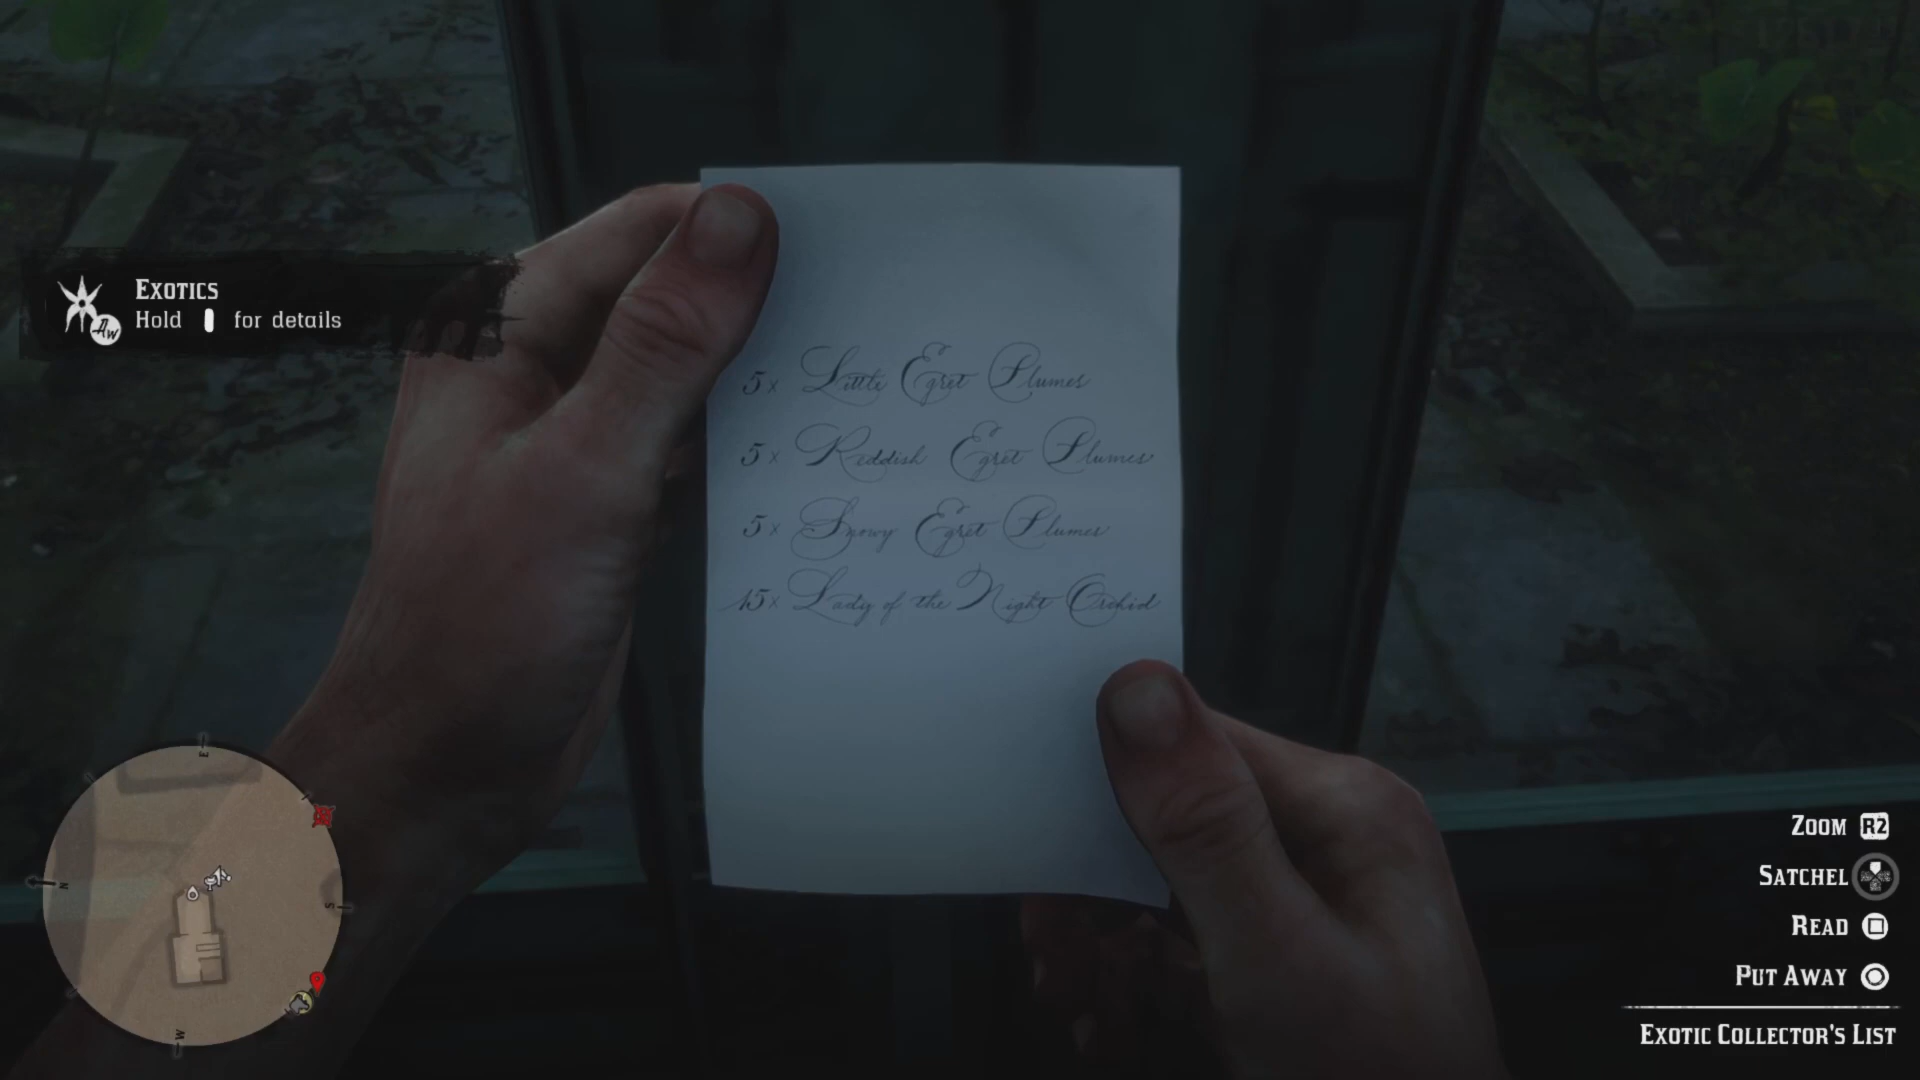 Exotics
Hold for details
5x Little Egret Plumes
5x Reddish Egret Plumes
5x Snowy Egret Plumes
15x Lady of the Night Orchid
E
N
S
W
Zoom R2
Satchel
Read
Put Away
Exotic Collector's List